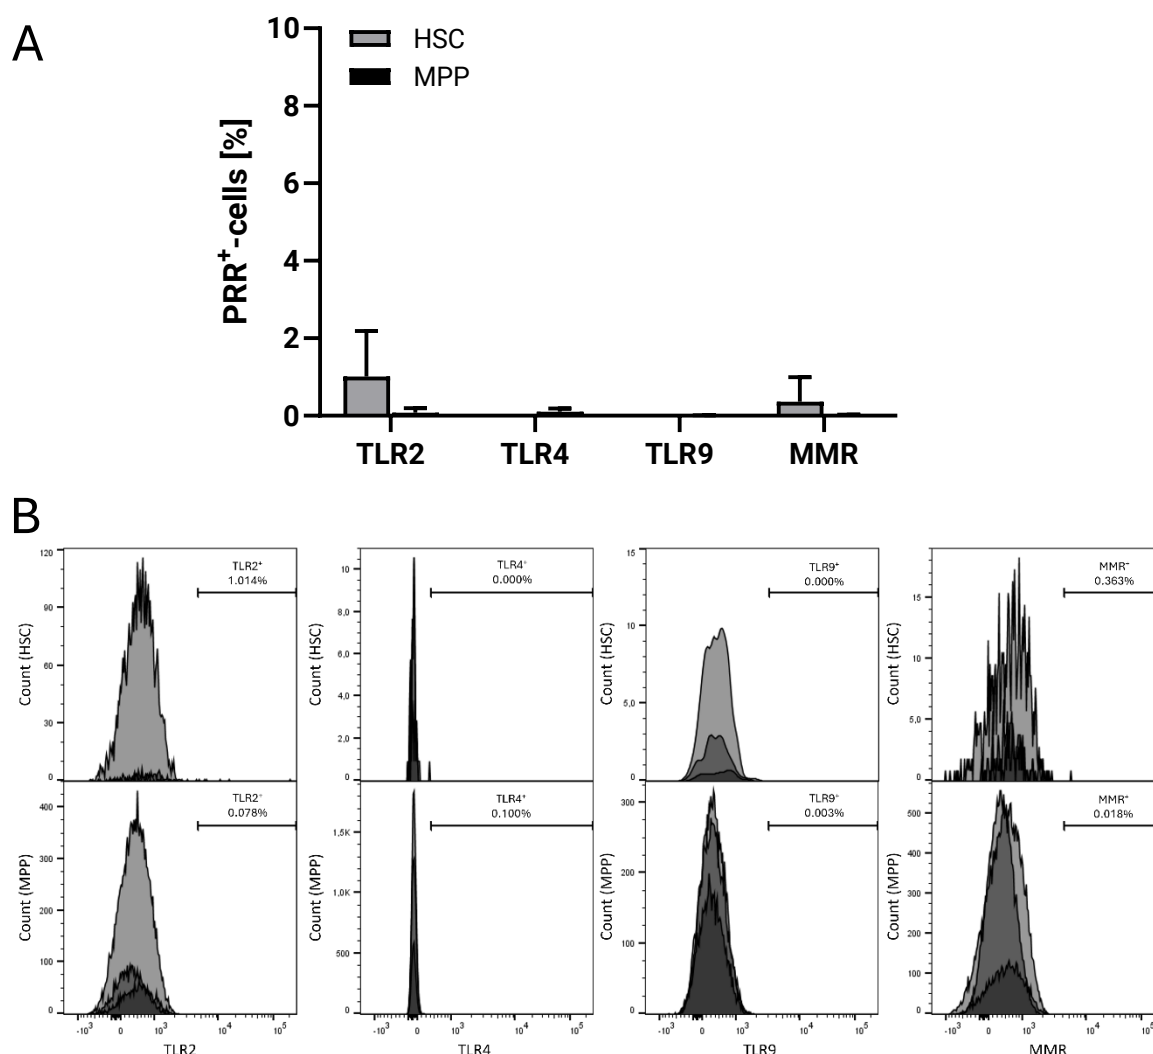 A
10
8
6
4
2
0
PRR+-cells [%]
HSC
MPP
TLR2 TLR4 TLR9 MMR
B
120
90
60
30
0
Count (HSC)
TLR2+
1.014%
10
8,0
6,0
4,0
2,0
0
Count (HSC)
TLR4+
0.000%
15
10
5,0
0
Count (HSC)
TLR9+
0.000%
15
10
5,0
0
Count (HSC)
MMR+
0.363%
400
300
200
100
0
Count (MPP)
TLR2+
0.078%
-10³ 0 10³ 10⁴ 10⁵
TLR2
1,5K
1,0K
500
0
Count (MPP)
TLR4+
0.100%
-10³ 0 10³ 10⁴ 10⁵
TLR4
300
200
100
0
Count (MPP)
TLR9+
0.003%
-10³ 0 10³ 10⁴ 10⁵
TLR9
500
400
300
200
100
0
Count (MPP)
MMR+
0.018%
-10³ 0 10³ 10⁴ 10⁵
MMR